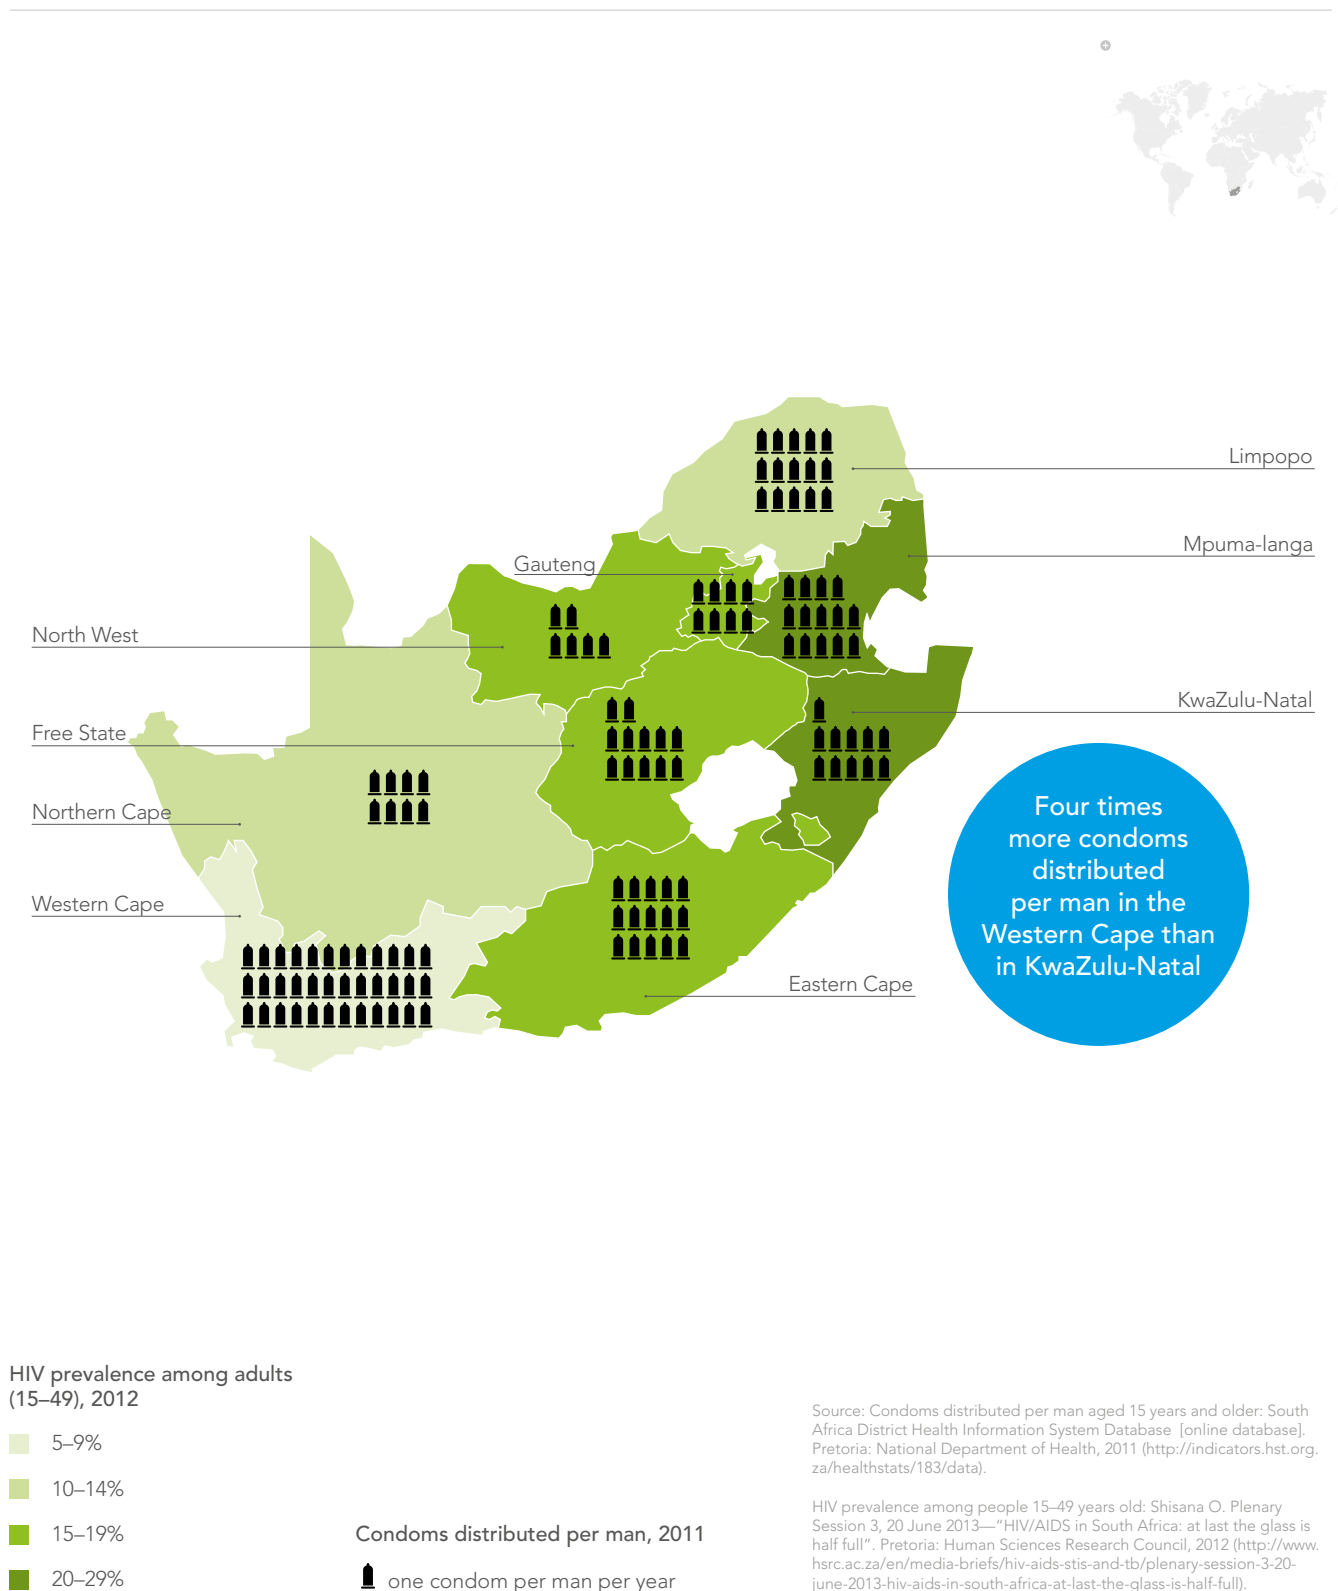 Limpopo
Mpuma-langa
Gauteng
North West
KwaZulu-Natal
Free State
Northern Cape
Western Cape
Eastern Cape
Four times
more condoms
distributed
per man in the
Western Cape than
in KwaZulu-Natal
HIV prevalence among adults
(15–49), 2012
5–9%
10–14%
15–19%
20–29%
Condoms distributed per man, 2011
one condom per man per year
Source: Condoms distributed per man aged 15 years and older: South
Africa District Health Information System Database [online database].
Pretoria: National Department of Health, 2011 (http://indicators.hst.org.
za/healthstats/183/data).
HIV prevalence among people 15–49 years old: Shisana O. Plenary
Session 3, 20 June 2013—“HIV/AIDS in South Africa: at last the glass is
half full”. Pretoria: Human Sciences Research Council, 2012 (http://www.
hsrc.ac.za/en/media-briefs/hiv-aids-stis-and-tb/plenary-session-3-20-
june-2013-hiv-aids-in-south-africa-at-last-the-glass-is-half-full).